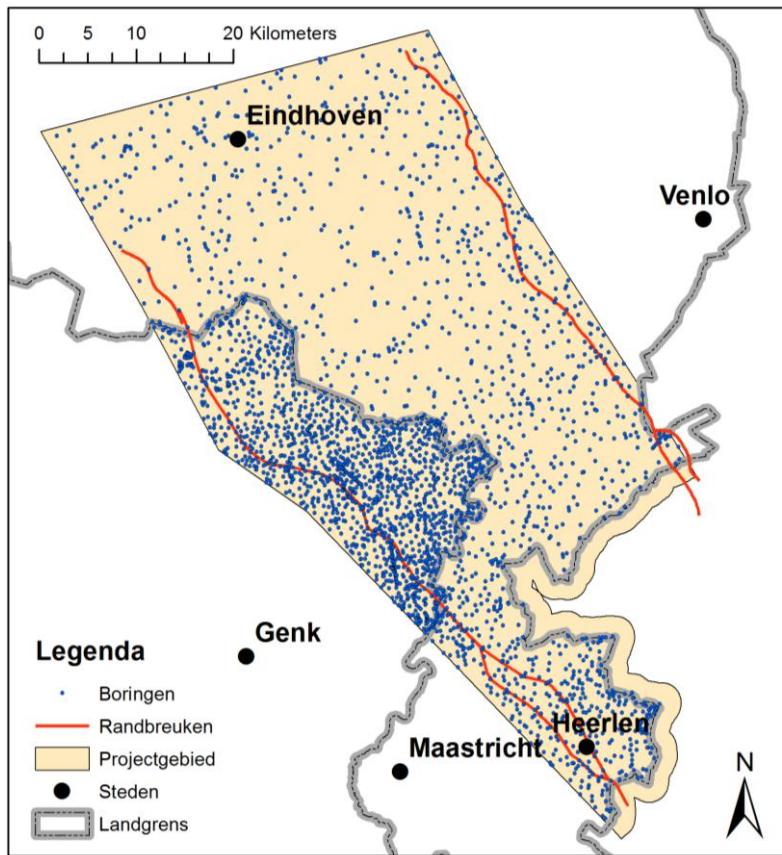 0 5 10 20 Kilometers
Eindhoven
Venlo
Genk
Maastricht
Heerlen
N
Legenda
Boringen
Randbreuken
Projectgebied
Steden
Landgrens